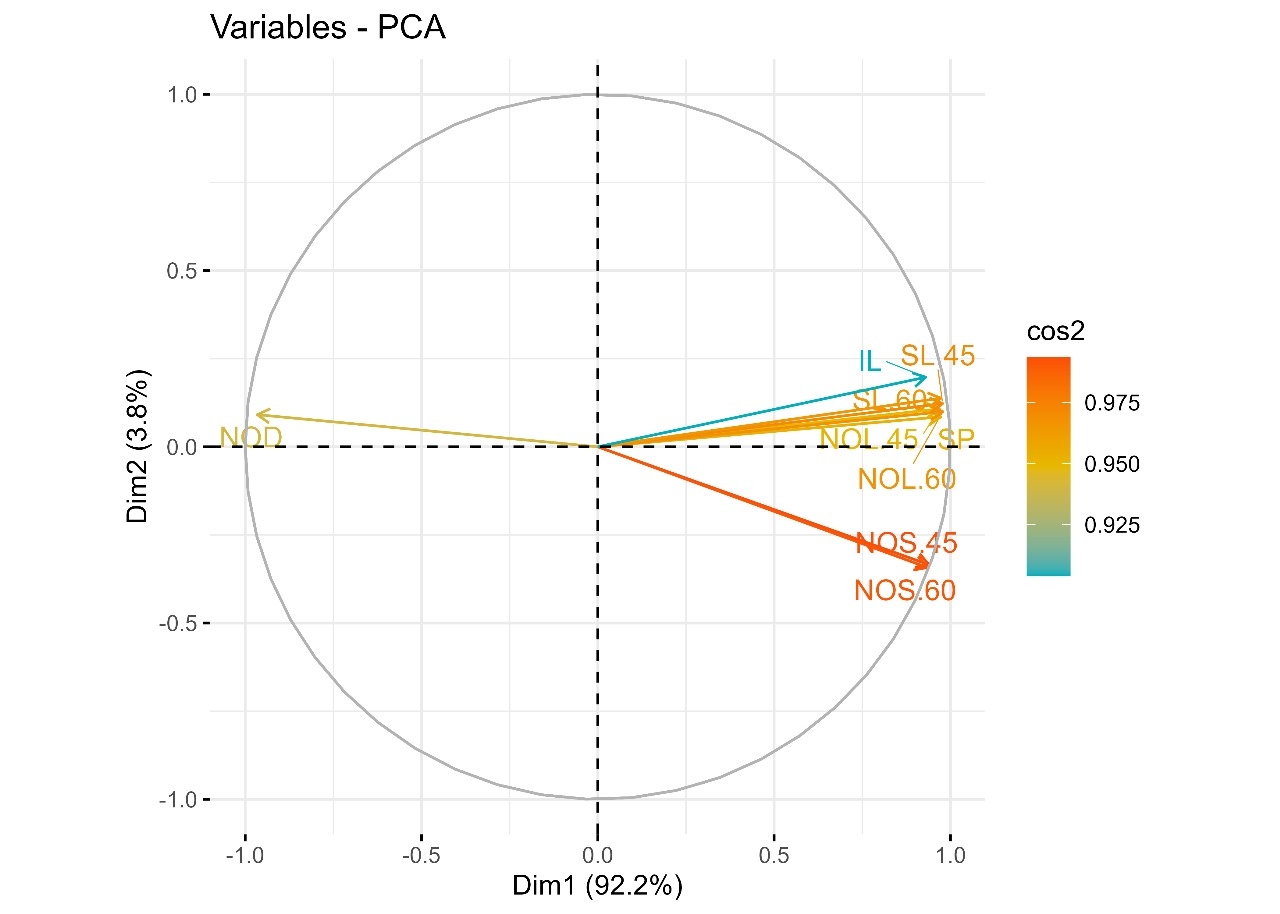 Variables - PCA
1.0
0.5
0.0
-0.5
-1.0
Dim2 (3.8%)
IL
SL.45
SL.60
NOD
NOL.45
SP
NOL.60
NOS.45
NOS.60
-1.0
-0.5
0.0
0.5
1.0
Dim1 (92.2%)
cos2
0.975
0.950
0.925